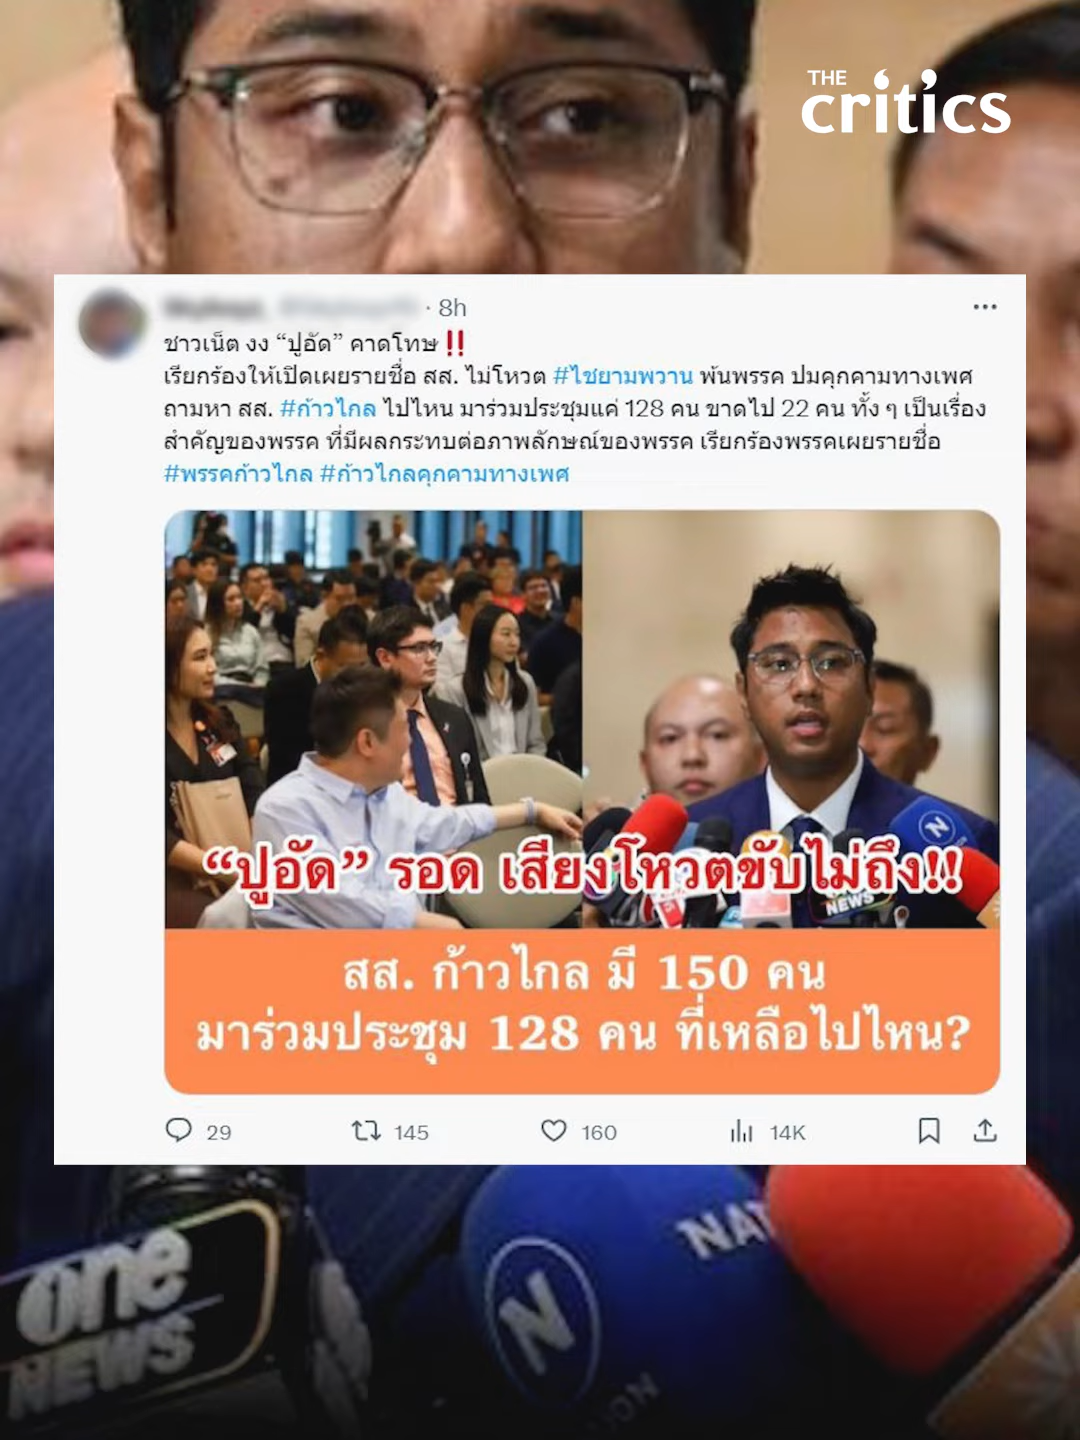 THE
critics
· 8h
ชาวเน็ต งง “ปูอัด” คาดโทษ‼️
เรียกร้องให้เปิดเผยรายชื่อ สส. ไม่โหวต #ไชยามพวาน พ้นพรรค ปมคุกคามทางเพศ
ถามหา สส. #ก้าวไกล ไปไหน มาร่วมประชุมแค่ 128 คน ขาดไป 22 คน ทั้ง ๆ เป็นเรื่อง
สำคัญของพรรค ที่มีผลกระทบต่อภาพลักษณ์ของพรรค เรียกร้องพรรคเผยรายชื่อ
#พรรคก้าวไกล #ก้าวไกลคุกคามทางเพศ
“ปูอัด” รอด เสียงโหวตขับไม่ถึง!!
N
NEWS
สส. ก้าวไกล มี 150 คน
มาร่วมประชุม 128 คน ที่เหลือไปไหน?
29 145 160 14K
one
NEWS
N
NAT